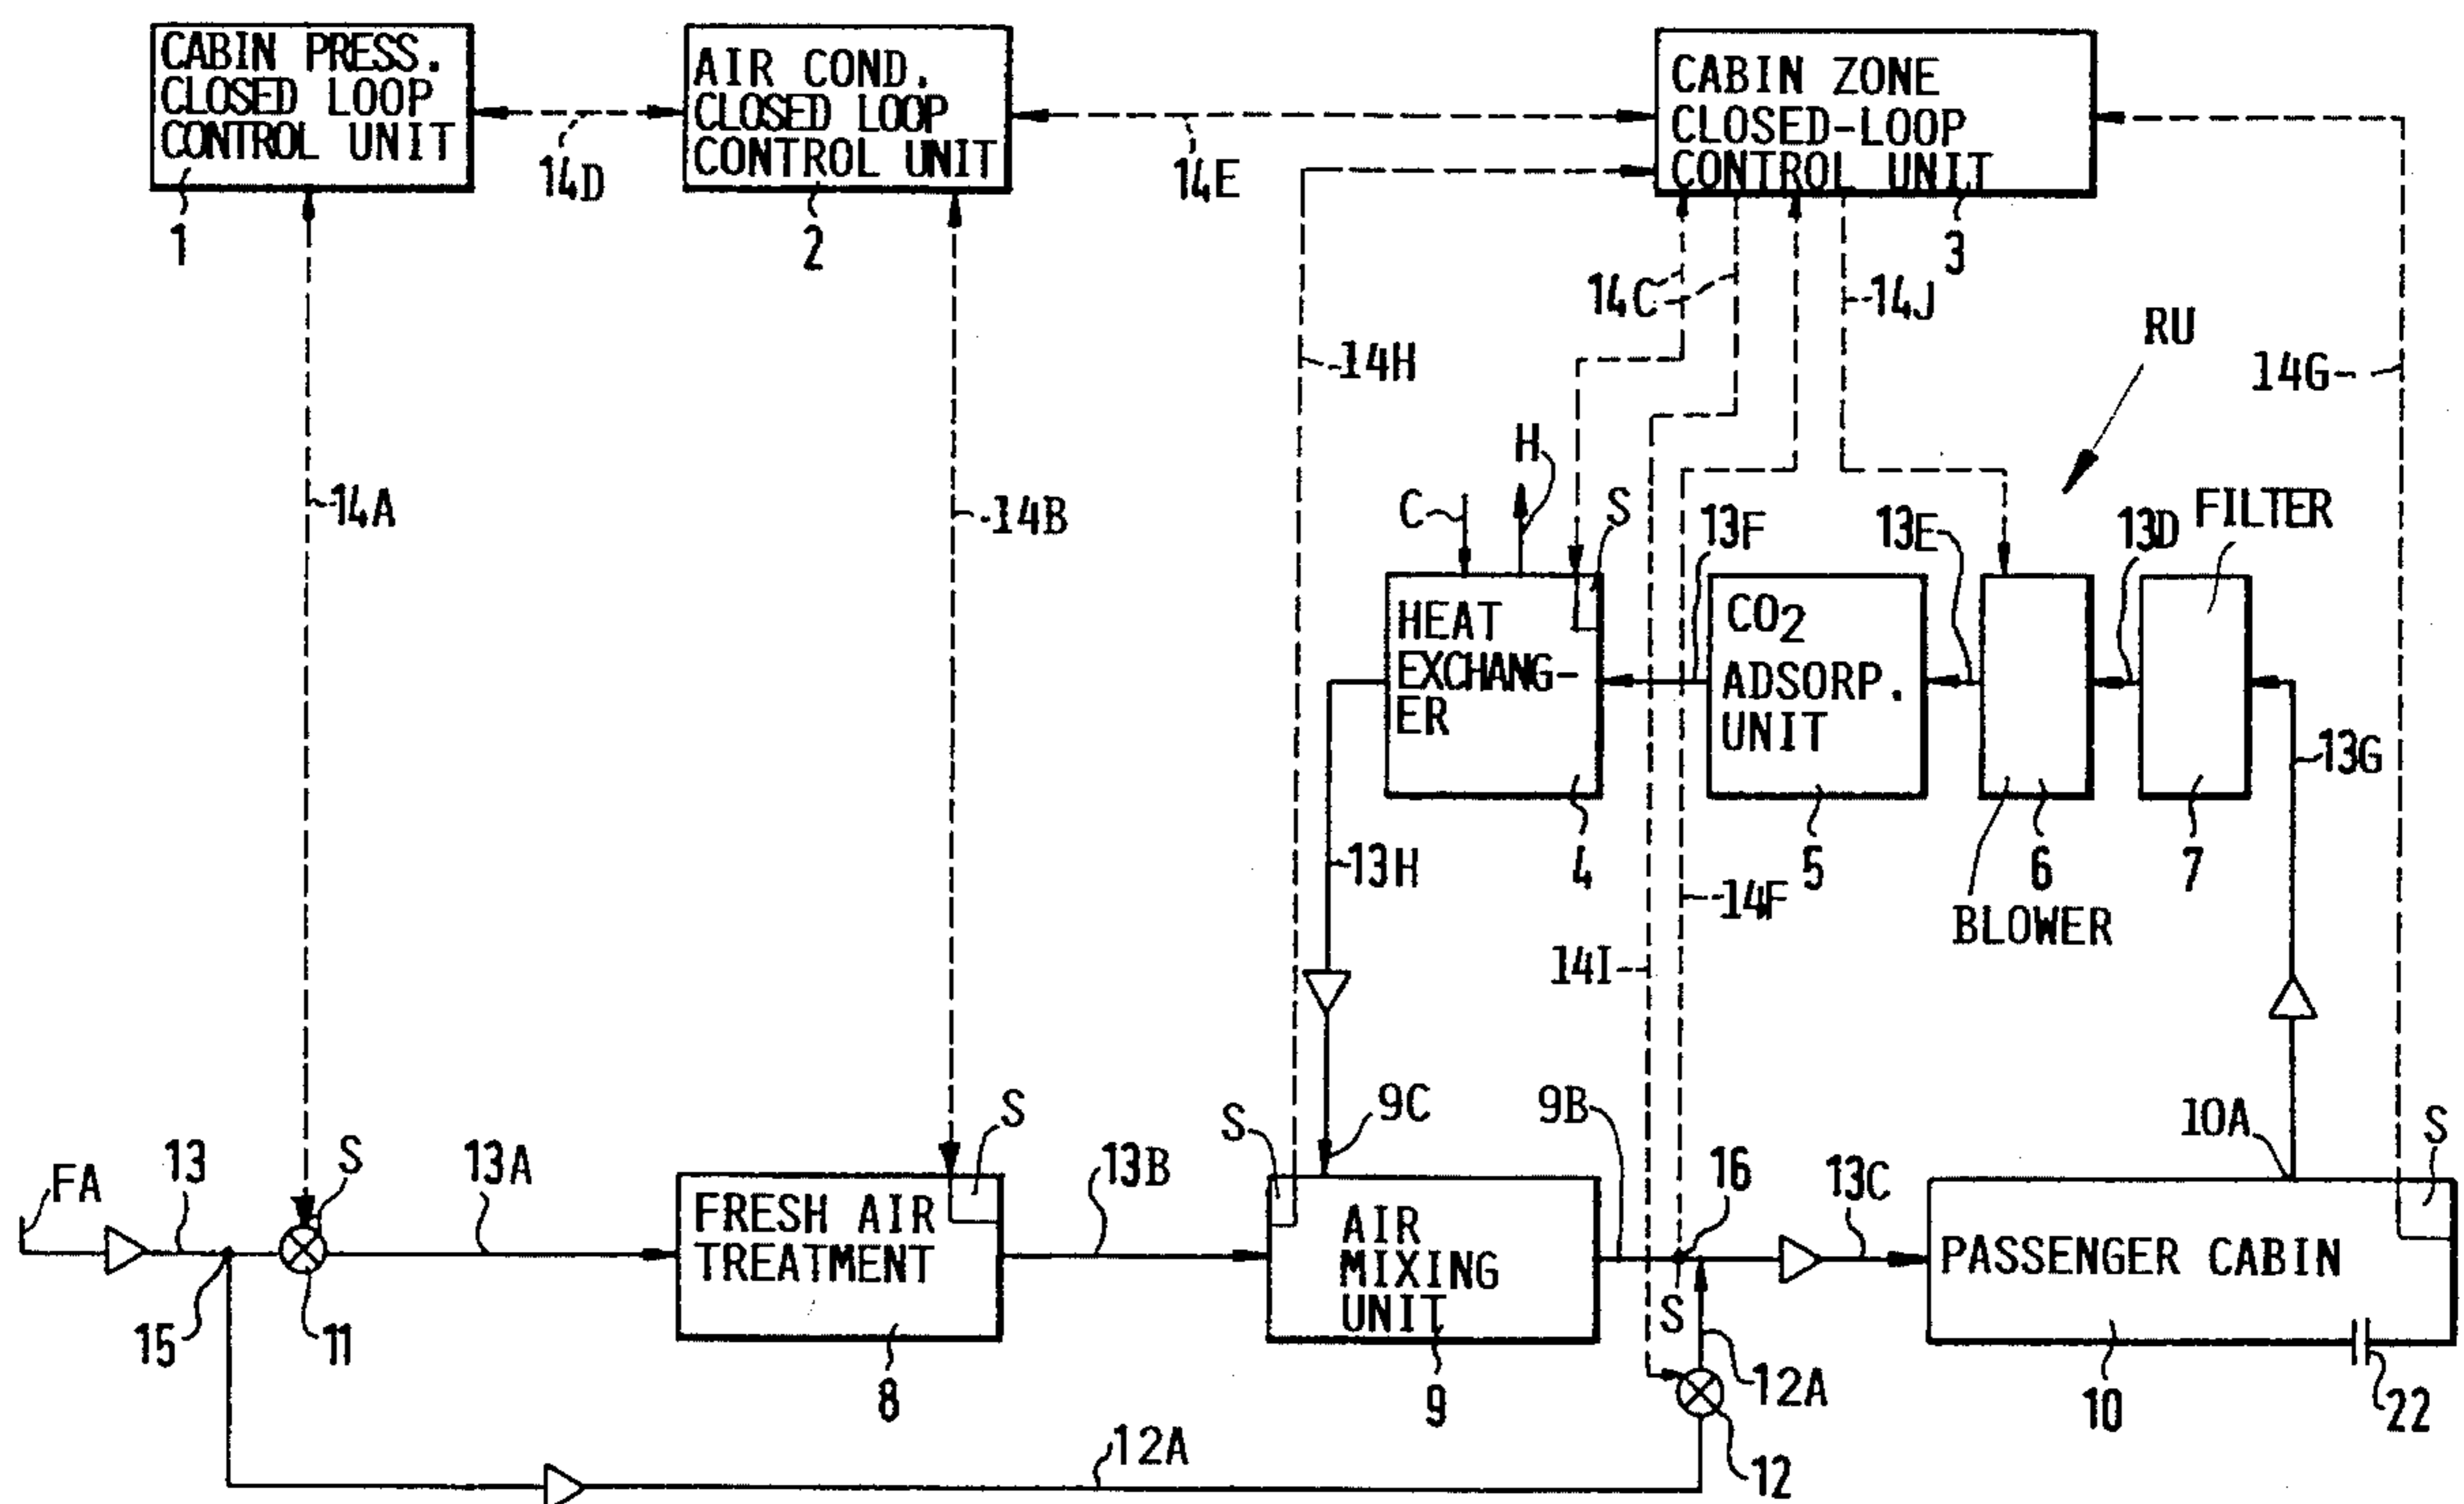 CABIN PRESS.
CLOSED LOOP
CONTROL UNIT
1
14D
AIR COND.
CLOSED LOOP
CONTROL UNIT
2
14E
CABIN ZONE
CLOSED-LOOP
CONTROL UNIT
3
14C
14J
RU
14H
14G
14A
14B
C
H
S
13F
13E
13D
FILTER
HEAT
EXCHANG-
ER
CO2
ADSORP.
UNIT
13G
13H
4
5
6
7
14F
BLOWER
14I
FA
13
S
13A
S
13B
S
9C
9B
16
13C
10A
S
FRESH AIR
TREATMENT
AIR
MIXING
UNIT
PASSENGER CABIN
S
15
11
8
9
12A
10
22
12A
12